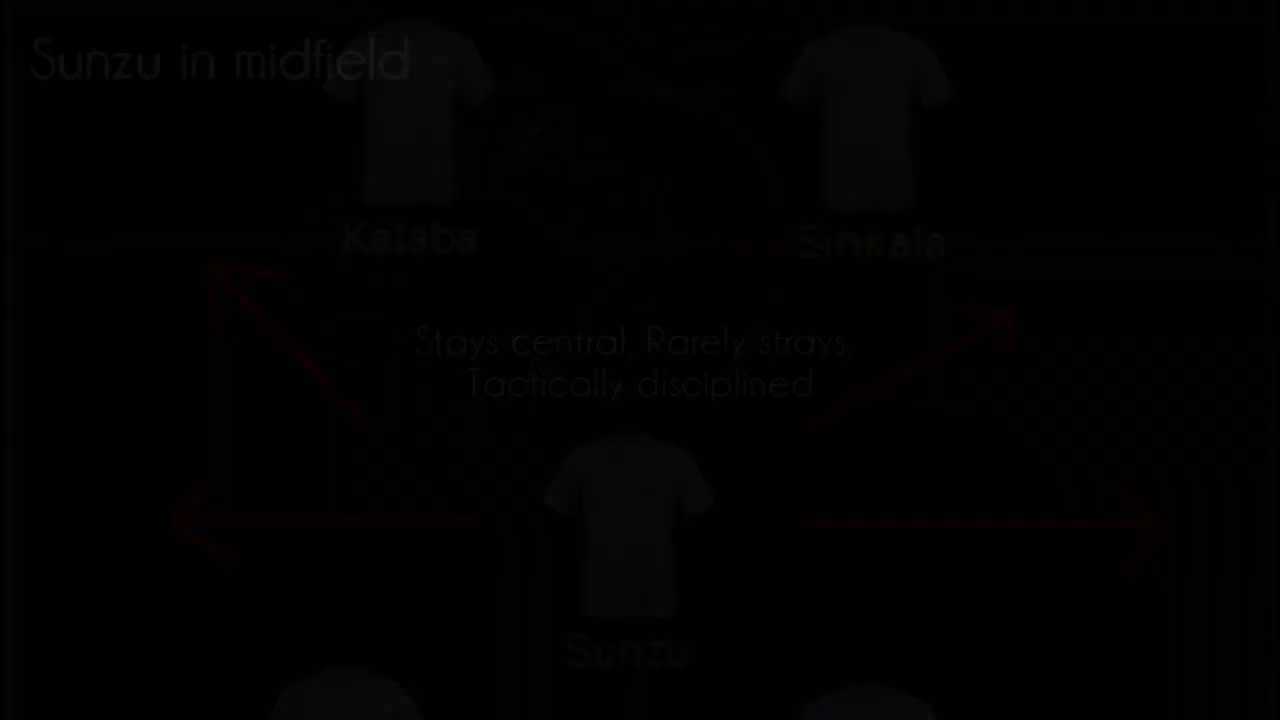 Sunzu in midfield
Kalaba
Sinkala
Stays central. Rarely strays.
Tactically disciplined
Sunzu